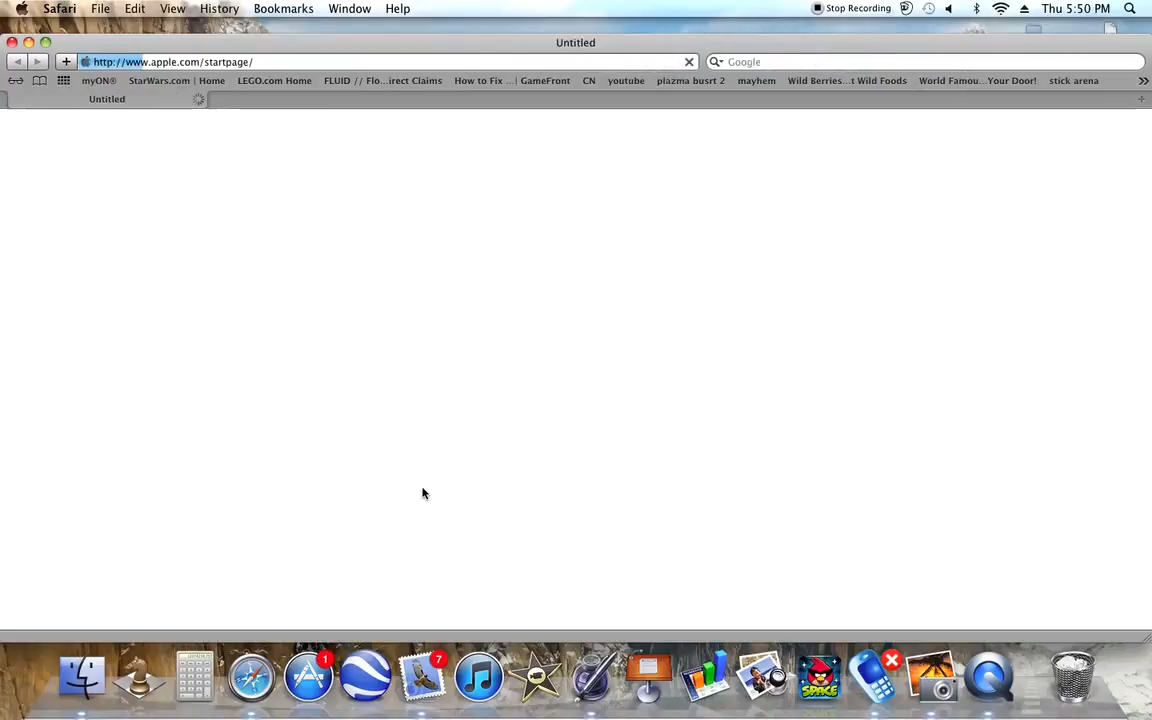 Safari File Edit View History Bookmarks Window Help Stop Recording Thu 5:50 PM
Untitled
http://www.apple.com/startpage/ Google
myON® StarWars.com | Home LEGO.com Home FLUID // Flo...irect Claims How to Fix ... | GameFront CN youtube plazma busrt 2 mayhem Wild Berries...t Wild Foods World Famou...Your Door! stick arena
Untitled
1 7
SPACE